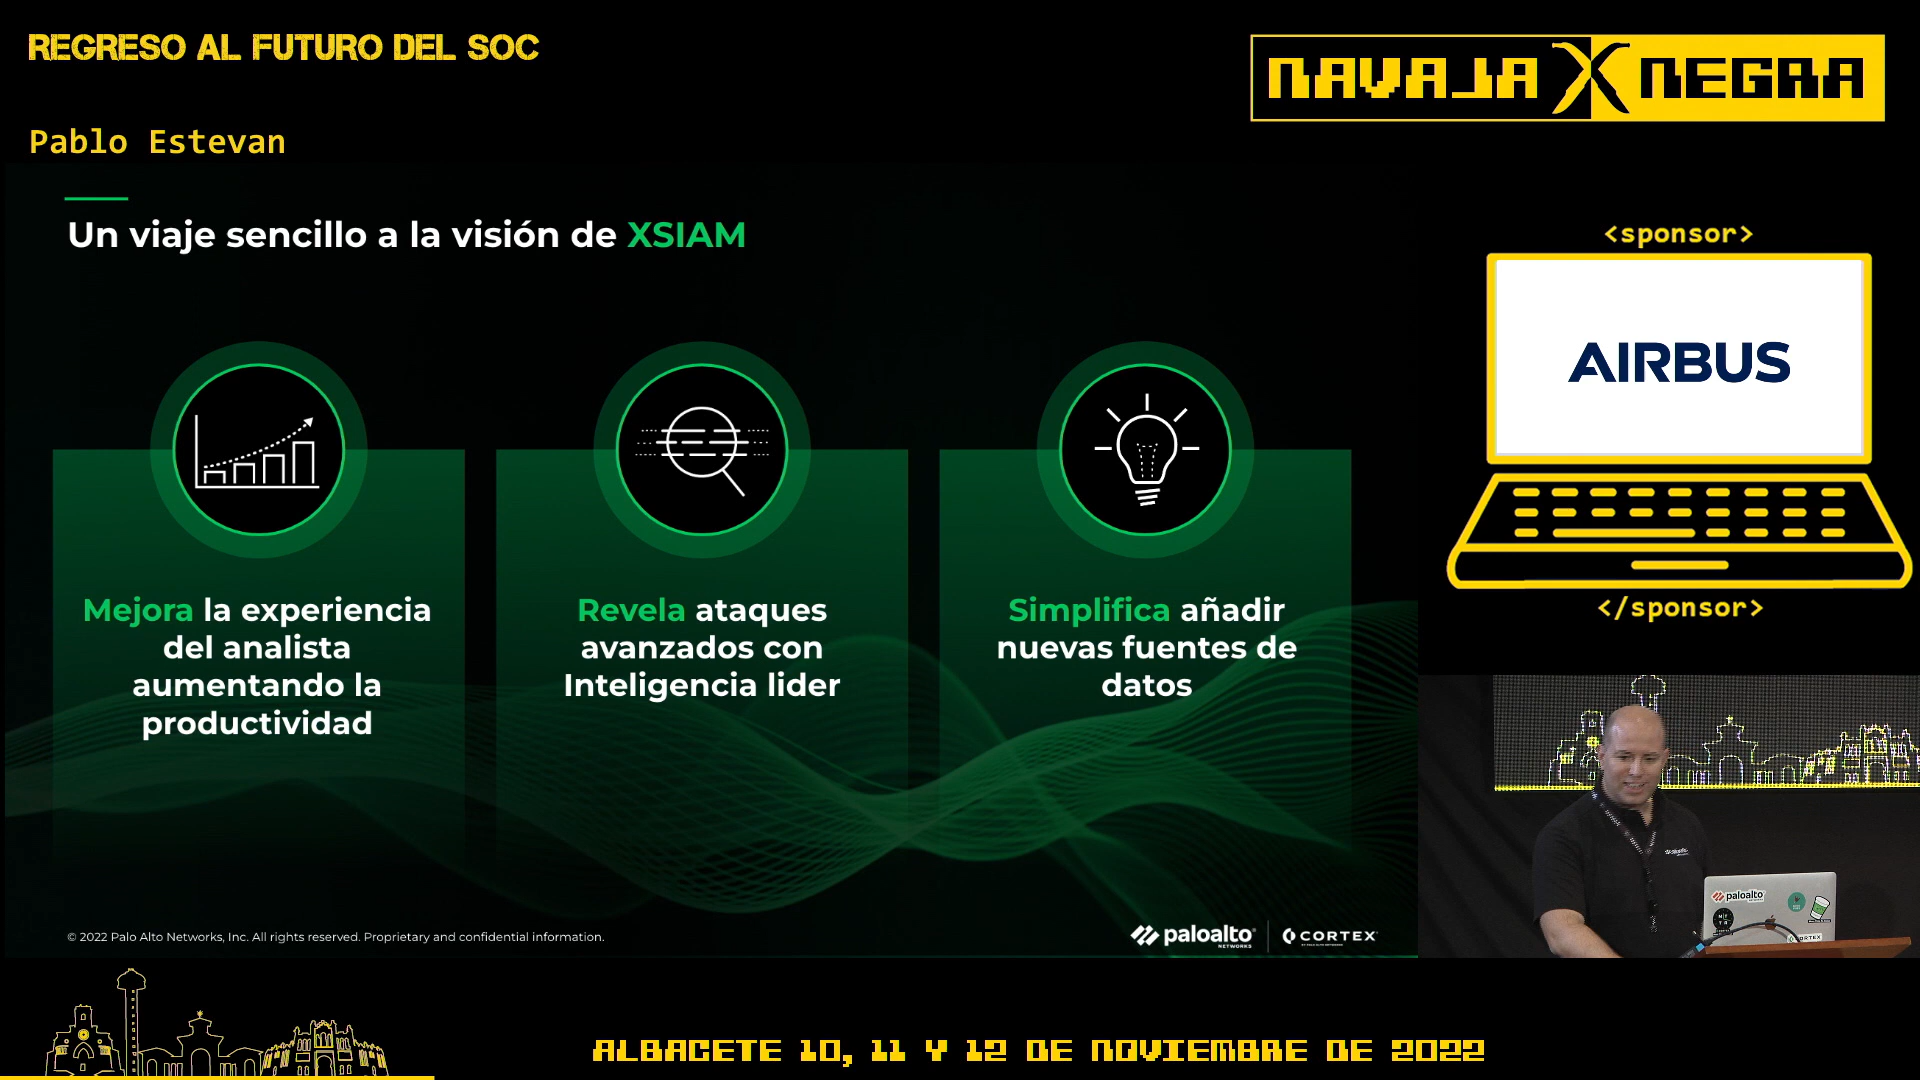 REGRESO AL FUTURO DEL SOC
NAVAJA X NEGRA
Pablo Estevan
Un viaje sencillo a la visión de XSIAM
Mejora la experiencia
del analista
aumentando la
productividad
Revela ataques
avanzados con
Inteligencia lider
Simplifica añadir
nuevas fuentes de
datos
© 2022 Palo Alto Networks, Inc. All rights reserved. Proprietary and confidential information.
paloalto
NETWORKS
CORTEX
<sponsor>
AIRBUS
</sponsor>
paloalto
CORTEX
ALBACETE 10, 11 Y 12 DE NOVIEMBRE DE 2022